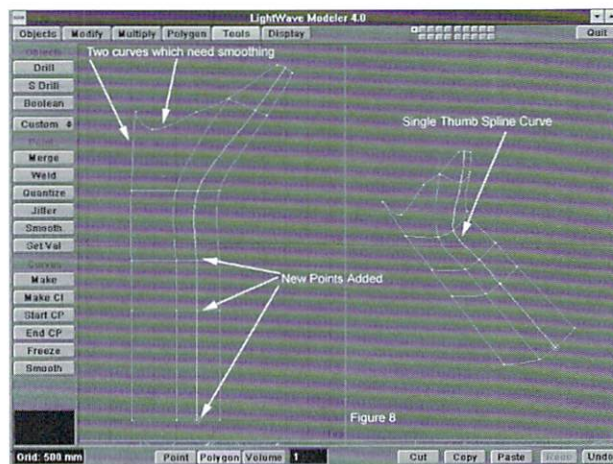 LightWave Modeler 4.0
Objects Modify Multiply Polygon Tools Display Quit
Objects
Drill
S Drill
Boolean
Custom
Points
Merge
Weld
Quantize
Jitter
Smooth
Set Val
Curves
Make
Make Cl
Start CP
End CP
Freeze
Smooth
Two curves which need smoothing
Single Thumb Spline Curve
New Points Added
Figure 8
Grid: 500 mm
Point Polygon Volume 1
Cut Copy Paste Redo Undo